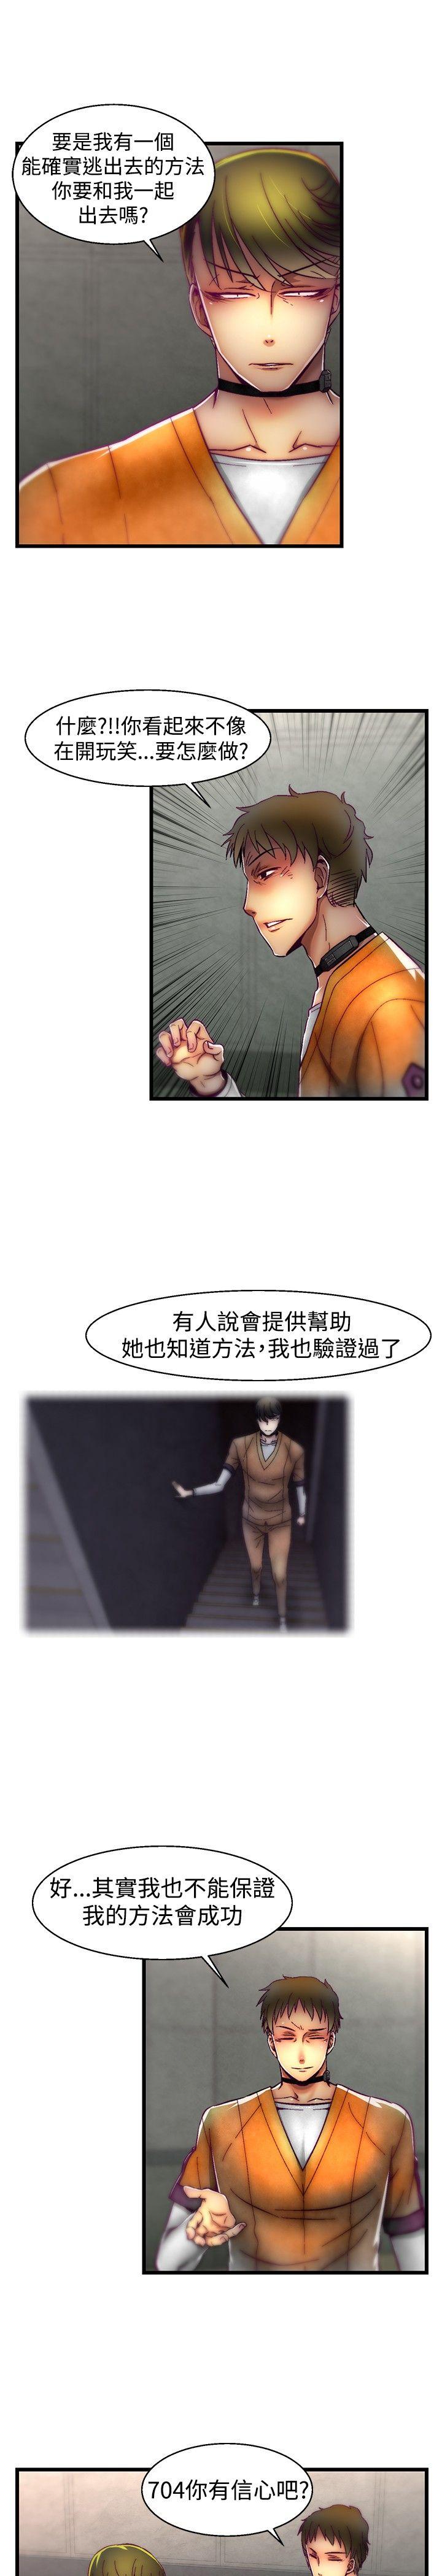 要是我有一個
能確實逃出去的方法
你要和我一起
出去嗎?
什麼?!!你看起來不像
在開玩笑...要怎麼做?
有人說會提供幫助
她也知道方法,我也驗證過了
好...其實我也不能保證
我的方法會成功
704你有信心吧?